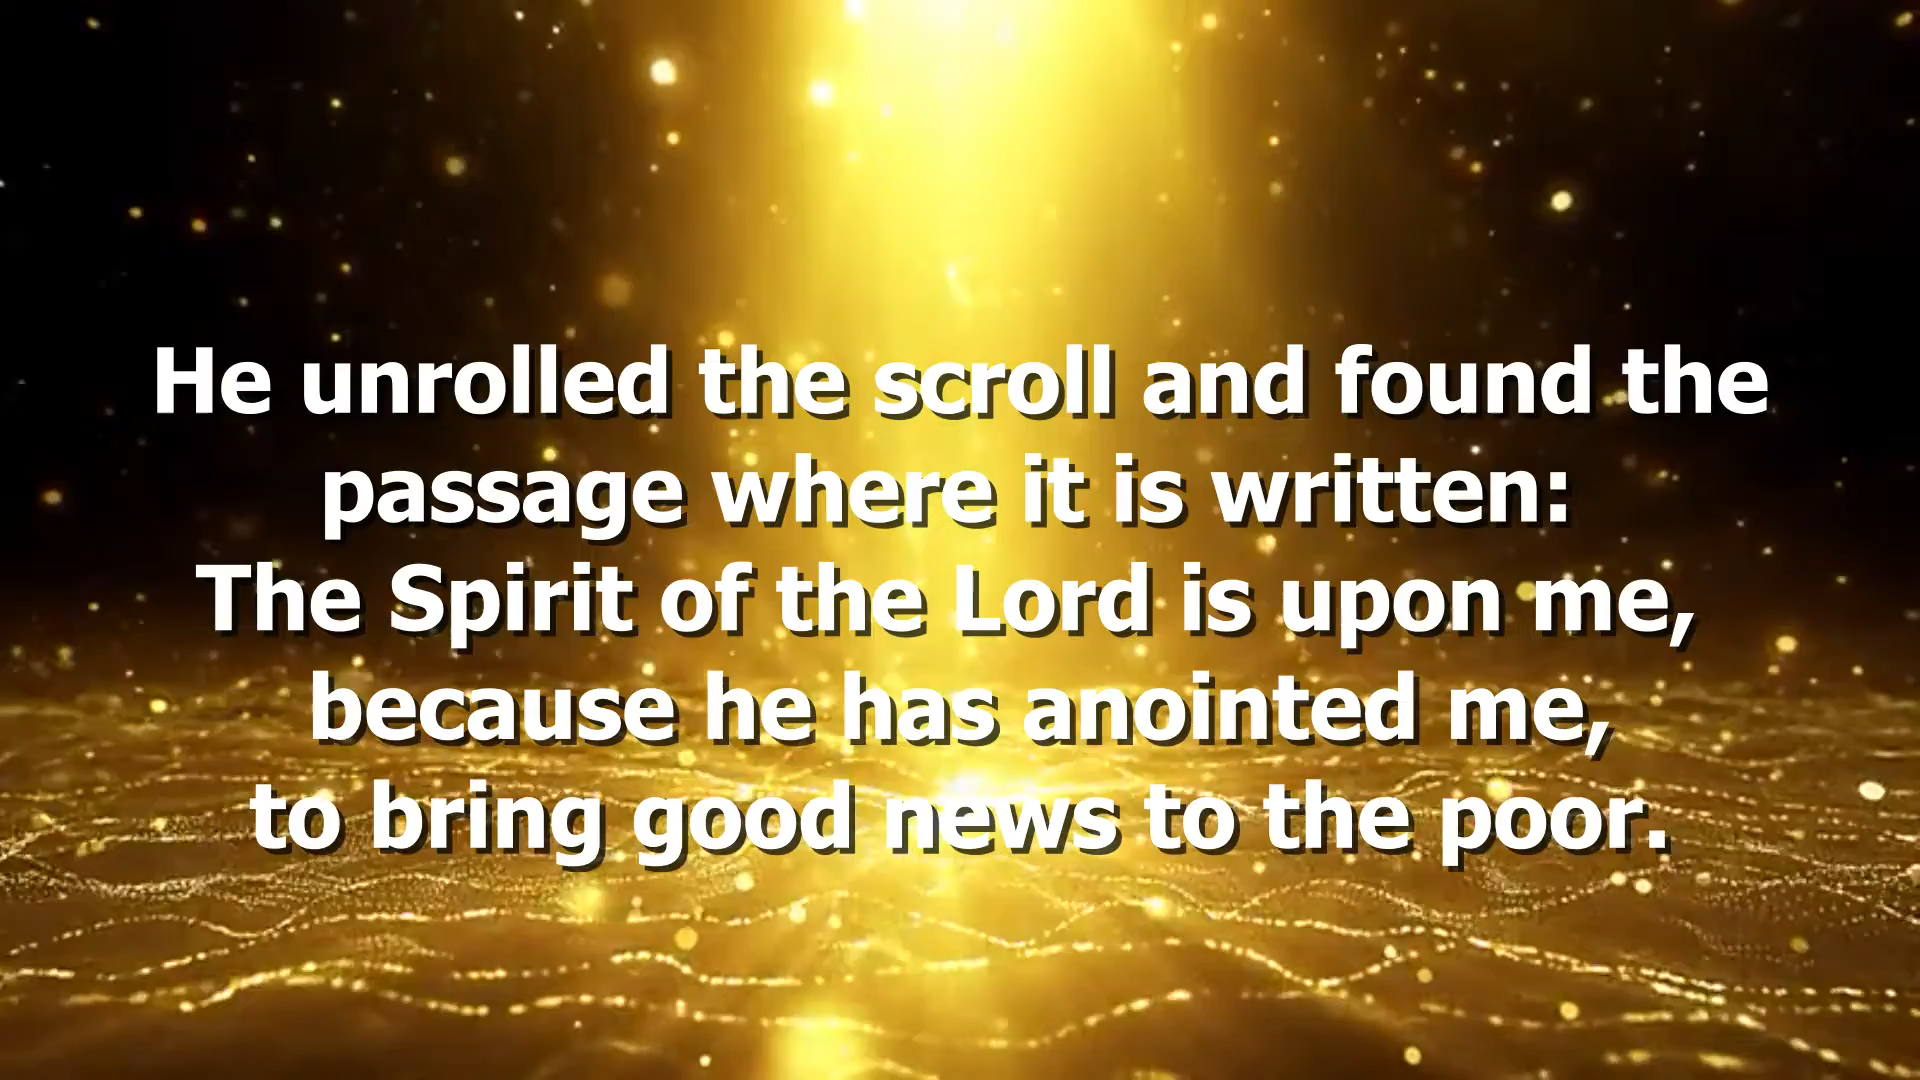 He unrolled the scroll and found the
passage where it is written:
The Spirit of the Lord is upon me,
because he has anointed me,
to bring good news to the poor.